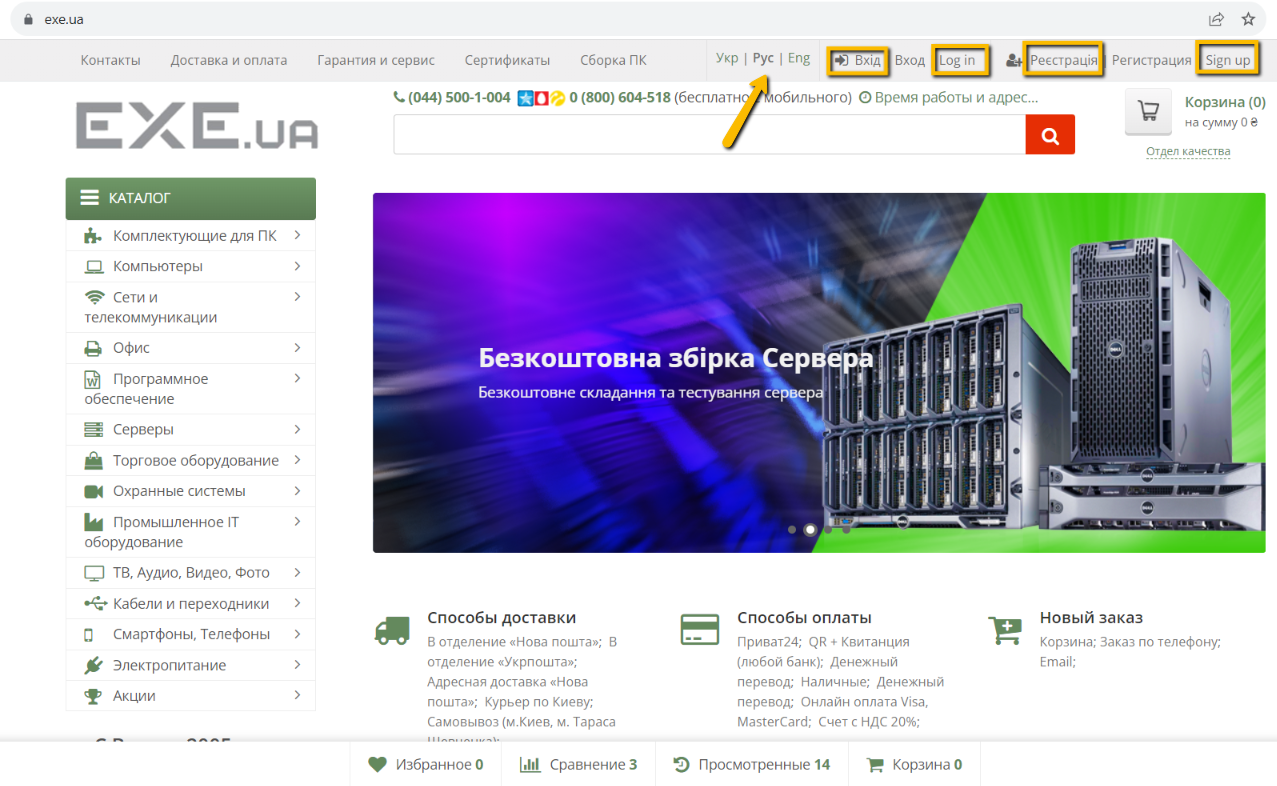 exe.ua
Контакты Доставка и оплата Гарантия и сервис Сертификаты Сборка ПК Укр | Рус | Eng Вхід Вход Log in Реєстрація | Регистрация Sign up
(044) 500-1-004 0 (800) 604-518 (бесплатно мобильного) Время работы и адрес...
EXE.UA
Корзина (0)
на сумму 0 ₴
Отдел качества
КАТАЛОГ
Комплектующие для ПК
Компьютеры
Сети и
телекоммуникации
Офис
Программное
обеспечение
Серверы
Торговое оборудование
Охранные системы
Промышленное IT
оборудование
ТВ, Аудио, Видео, Фото
Кабели и переходники
Смартфоны, Телефоны
Электропитание
Акции
Безкоштовна збірка Сервера
Безкоштовне складання та тестування сервера
DELL
Способы доставки
В отделение «Нова пошта»; В
отделение «Укрпошта»;
Адресная доставка «Нова
пошта»; Курьер по Киеву;
Самовывоз (м.Киев, м. Тараса
Шевченка);
Способы оплаты
Приват24; QR + Квитанция
(любой банк); Денежный
перевод; Наличные; Денежный
перевод; Онлайн оплата Visa,
MasterCard; Счет с НДС 20%;
Новый заказ
Корзина; Заказ по телефону;
Email;
Избранное 0 Сравнение 3 Просмотренные 14 Корзина 0